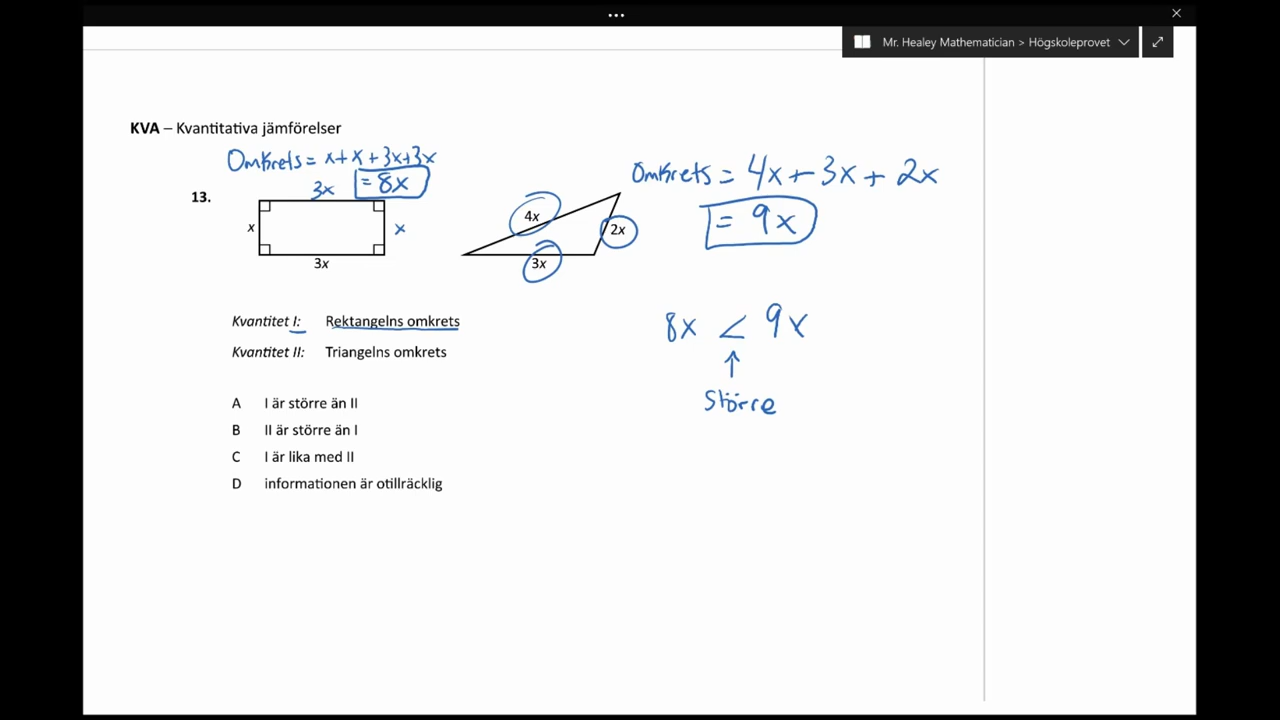 Mr. Healey Mathematician > Högskoleprovet
KVA – Kvantitativa jämförelser
Omkrets = x+x+3x+3x
= 8x
3x
13.
x
x
3x
4x
2x
3x
Omkrets = 4x + 3x + 2x
= 9x
Kvantitet I: Rektangelns omkrets
Kvantitet II: Triangelns omkrets
8x < 9x
↑
Större
A I är större än II
B II är större än I
C I är lika med II
D informationen är otillräcklig